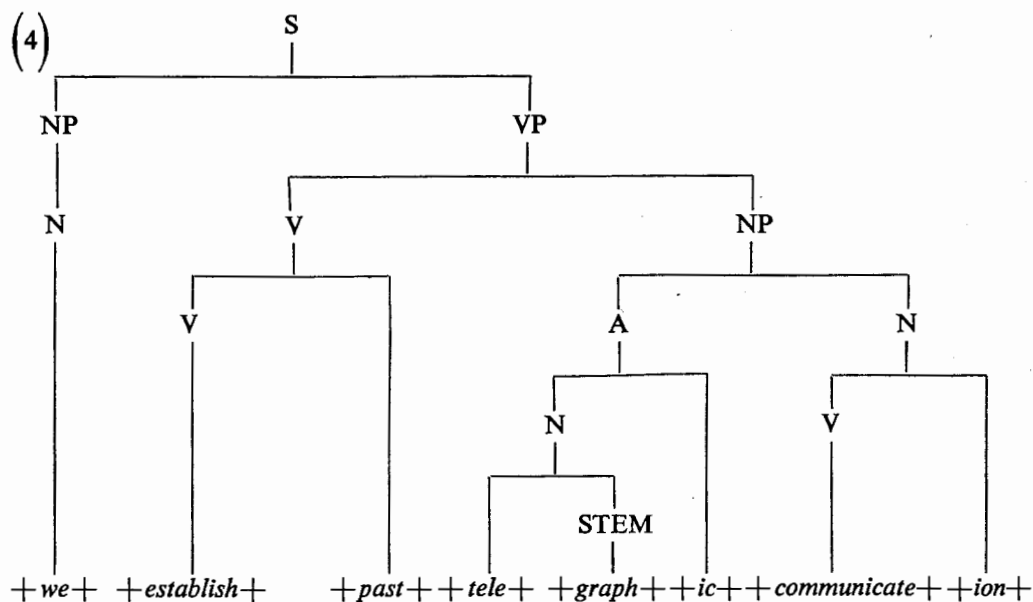 (4)
S
NP VP
N V NP
V A N
N V
STEM
+we+ +establish+ +past+ +tele+ +graph+ +ic+ +communicate+ +ion+